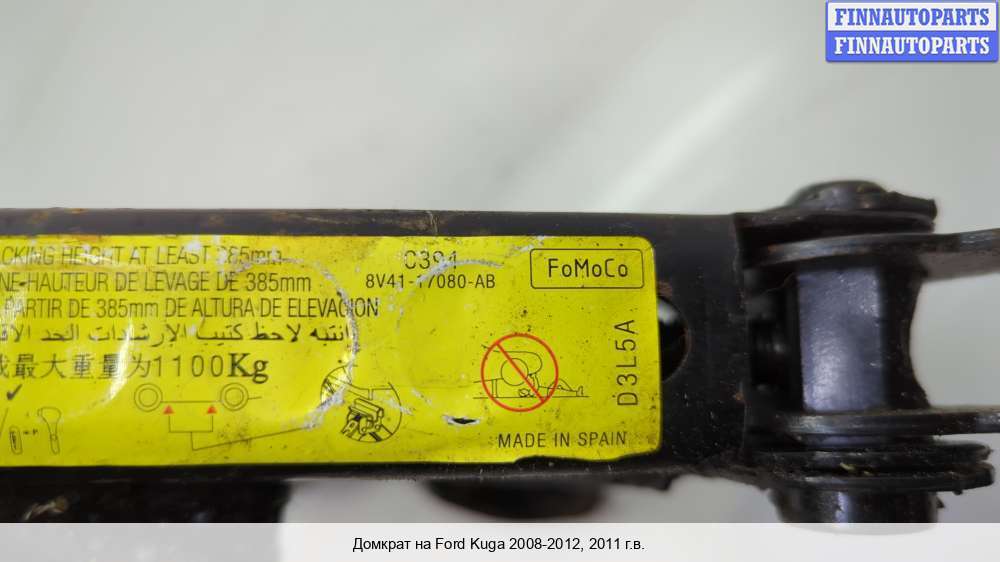 FINNAUTOPARTS
FINNAUTOPARTS
CKING HEIGHT AT LEAST 385mm
NE-HAUTEUR DE LEVAGE DE 385mm
PARTIR DE 385mm DE ALTURA DE ELEVACION
انتبه لاحظ كتيب الإرشادات الحد
最大重量为1100Kg
C394
8V41-17080-AB
FoMoCo
D3L5A
MADE IN SPAIN
Домкрат на Ford Kuga 2008-2012, 2011 г.в.